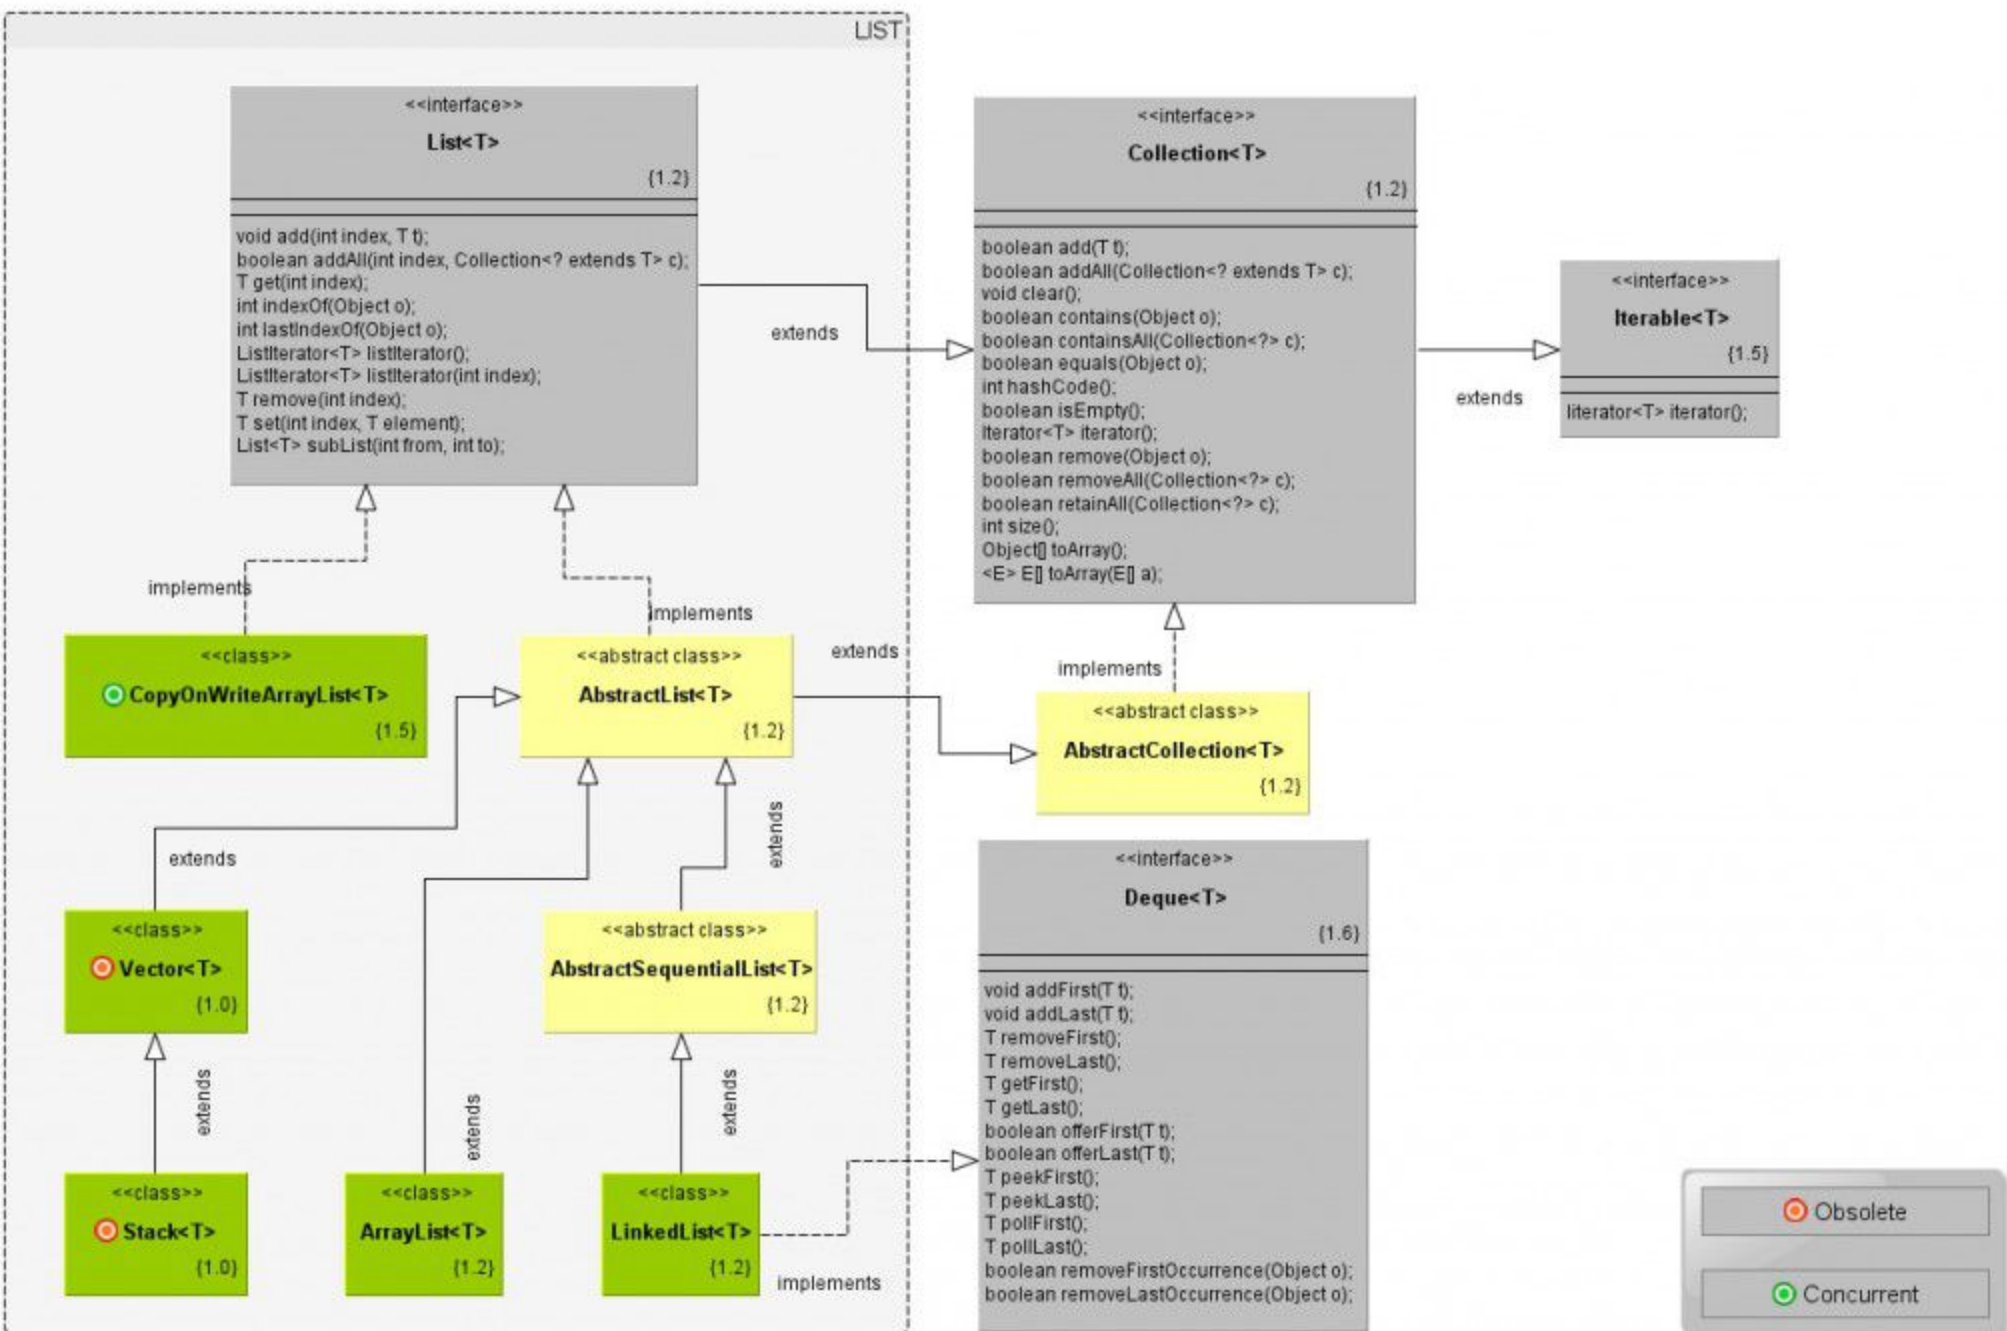 LIST
<<interface>>
List<T>
{1.2}
void add(int index, T t);
boolean addAll(int index, Collection<? extends T> c);
T get(int index);
int indexOf(Object o);
int lastIndexOf(Object o);
ListIterator<T> listIterator();
ListIterator<T> listIterator(int index);
T remove(int index);
T set(int index, T element);
List<T> subList(int from, int to);
extends
<<interface>>
Collection<T>
{1.2}
boolean add(T t);
boolean addAll(Collection<? extends T> c);
void clear();
boolean contains(Object o);
boolean containsAll(Collection<?> c);
boolean equals(Object o);
int hashCode();
boolean isEmpty();
Iterator<T> iterator();
boolean remove(Object o);
boolean removeAll(Collection<?> c);
boolean retainAll(Collection<?> c);
int size();
Object[] toArray();
<E> E[] toArray(E[] a);
extends
<<interface>>
Iterable<T>
{1.5}
Iiterator<T> iterator();
implements
implements
<<class>>
CopyOnWriteArrayList<T>
{1.5}
<<abstract class>>
AbstractList<T>
{1.2}
extends
implements
<<abstract class>>
AbstractCollection<T>
{1.2}
extends
extends
<<class>>
Vector<T>
{1.0}
<<abstract class>>
AbstractSequentialList<T>
{1.2}
extends
extends
extends
<<class>>
Stack<T>
{1.0}
<<class>>
ArrayList<T>
{1.2}
<<class>>
LinkedList<T>
{1.2}
implements
<<interface>>
Deque<T>
{1.6}
void addFirst(T t);
void addLast(T t);
T removeFirst();
T removeLast();
T getFirst();
T getLast();
boolean offerFirst(T t);
boolean offerLast(T t);
T peekFirst();
T peekLast();
T pollFirst();
T pollLast();
boolean removeFirstOccurrence(Object o);
boolean removeLastOccurrence(Object o);
Obsolete
Concurrent